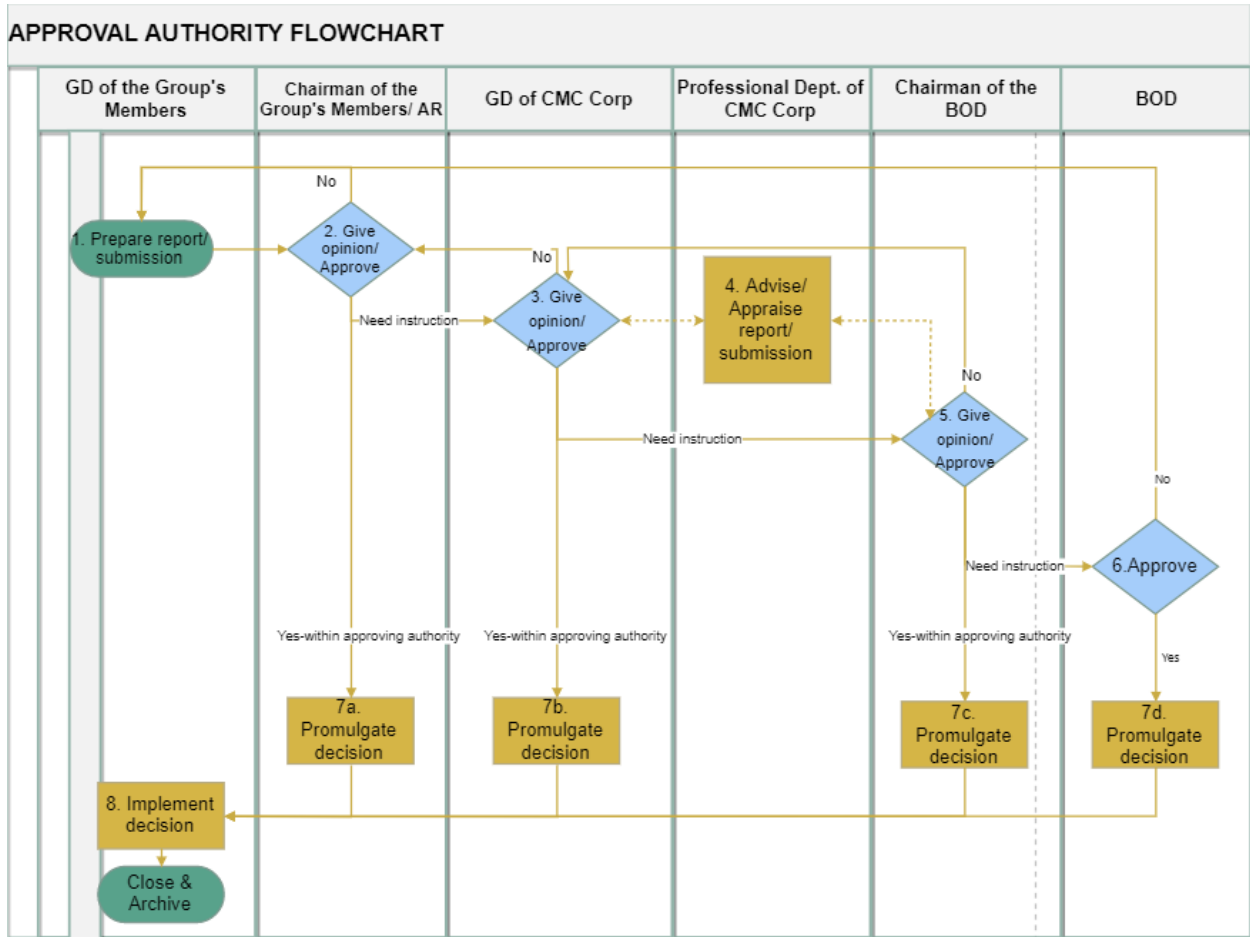 APPROVAL AUTHORITY FLOWCHART
GD of the Group's
Members
Chairman of the
Group's Members/ AR
GD of CMC Corp
Professional Dept. of
CMC Corp
Chairman of the
BOD
BOD
No
1. Prepare report/
submission
2. Give
opinion/
Approve
No
3. Give
opinion/
Approve
Need instruction
4. Advise/
Appraise
report/
submission
No
5. Give
opinion/
Approve
Need instruction
No
6.Approve
Need instruction
Yes-within approving authority
Yes-within approving authority
Yes-within approving authority
Yes
7a.
Promulgate
decision
7b.
Promulgate
decision
7c.
Promulgate
decision
7d.
Promulgate
decision
8. Implement
decision
Close &
Archive